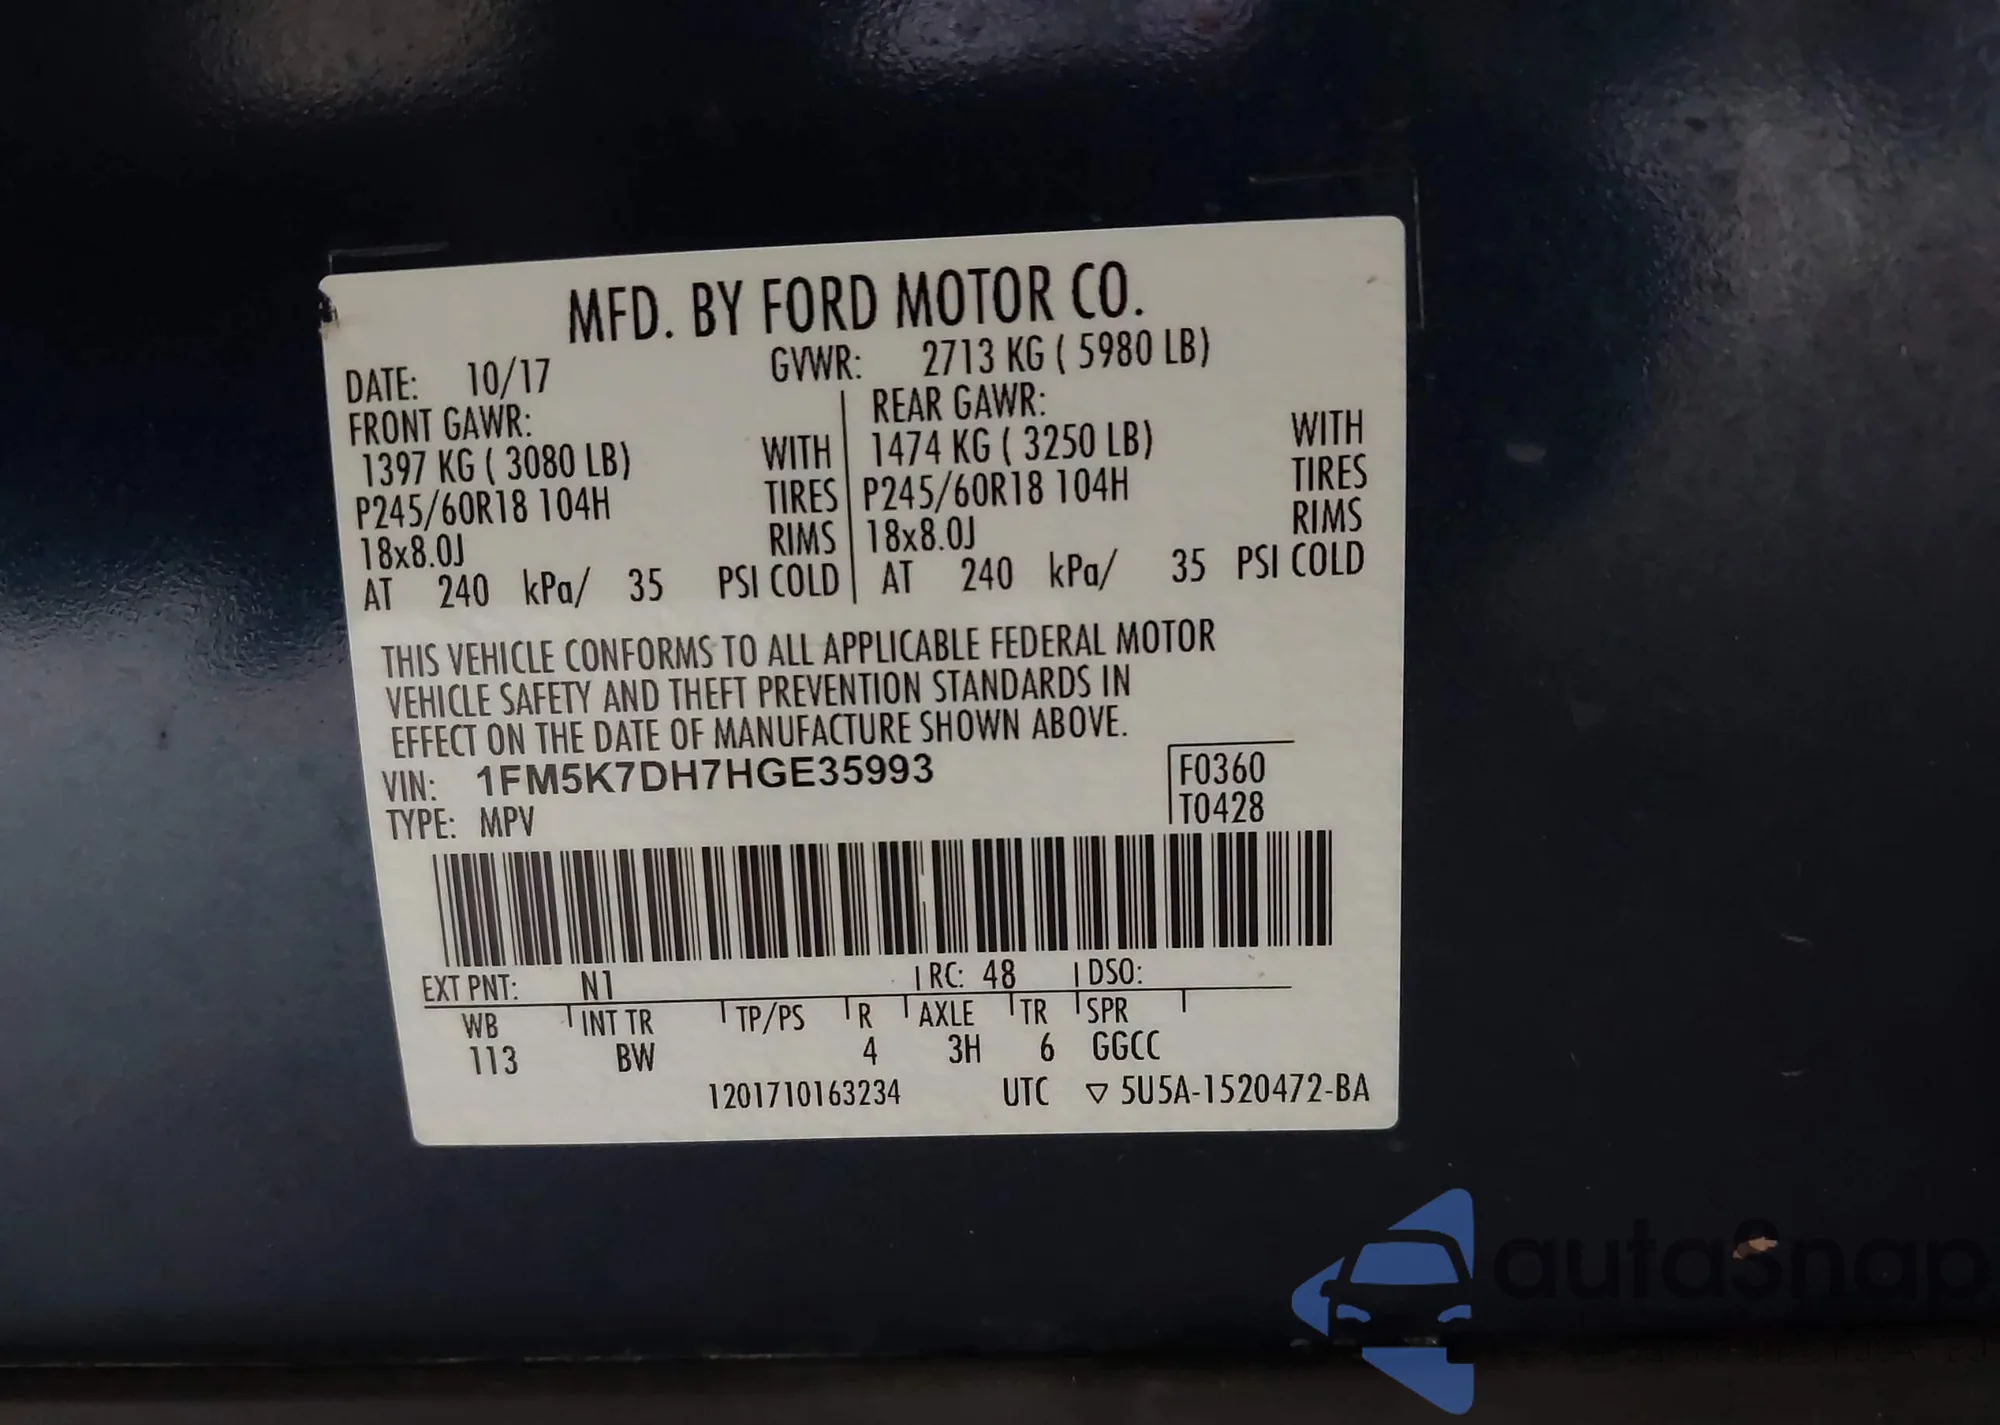 MFD. BY FORD MOTOR CO.
DATE: 10/17 GVWR: 2713 KG ( 5980 LB)
FRONT GAWR: REAR GAWR:
1397 KG ( 3080 LB) WITH 1474 KG ( 3250 LB) WITH
P245/60R18 104H TIRES P245/60R18 104H TIRES
18x8.0J RIMS 18x8.0J RIMS
AT 240 kPa/ 35 PSI COLD AT 240 kPa/ 35 PSI COLD
THIS VEHICLE CONFORMS TO ALL APPLICABLE FEDERAL MOTOR
VEHICLE SAFETY AND THEFT PREVENTION STANDARDS IN
EFFECT ON THE DATE OF MANUFACTURE SHOWN ABOVE.
VIN: 1FM5K7DH7HGE35993 F0360
TYPE: MPV T0428
EXT PNT: N1 RC: 48 DSO:
WB INT TR TP/PS R AXLE TR SPR
113 BW 4 3H 6 GGCC
1201710163234 UTC ▽ 5U5A-1520472-BA
autaSnap